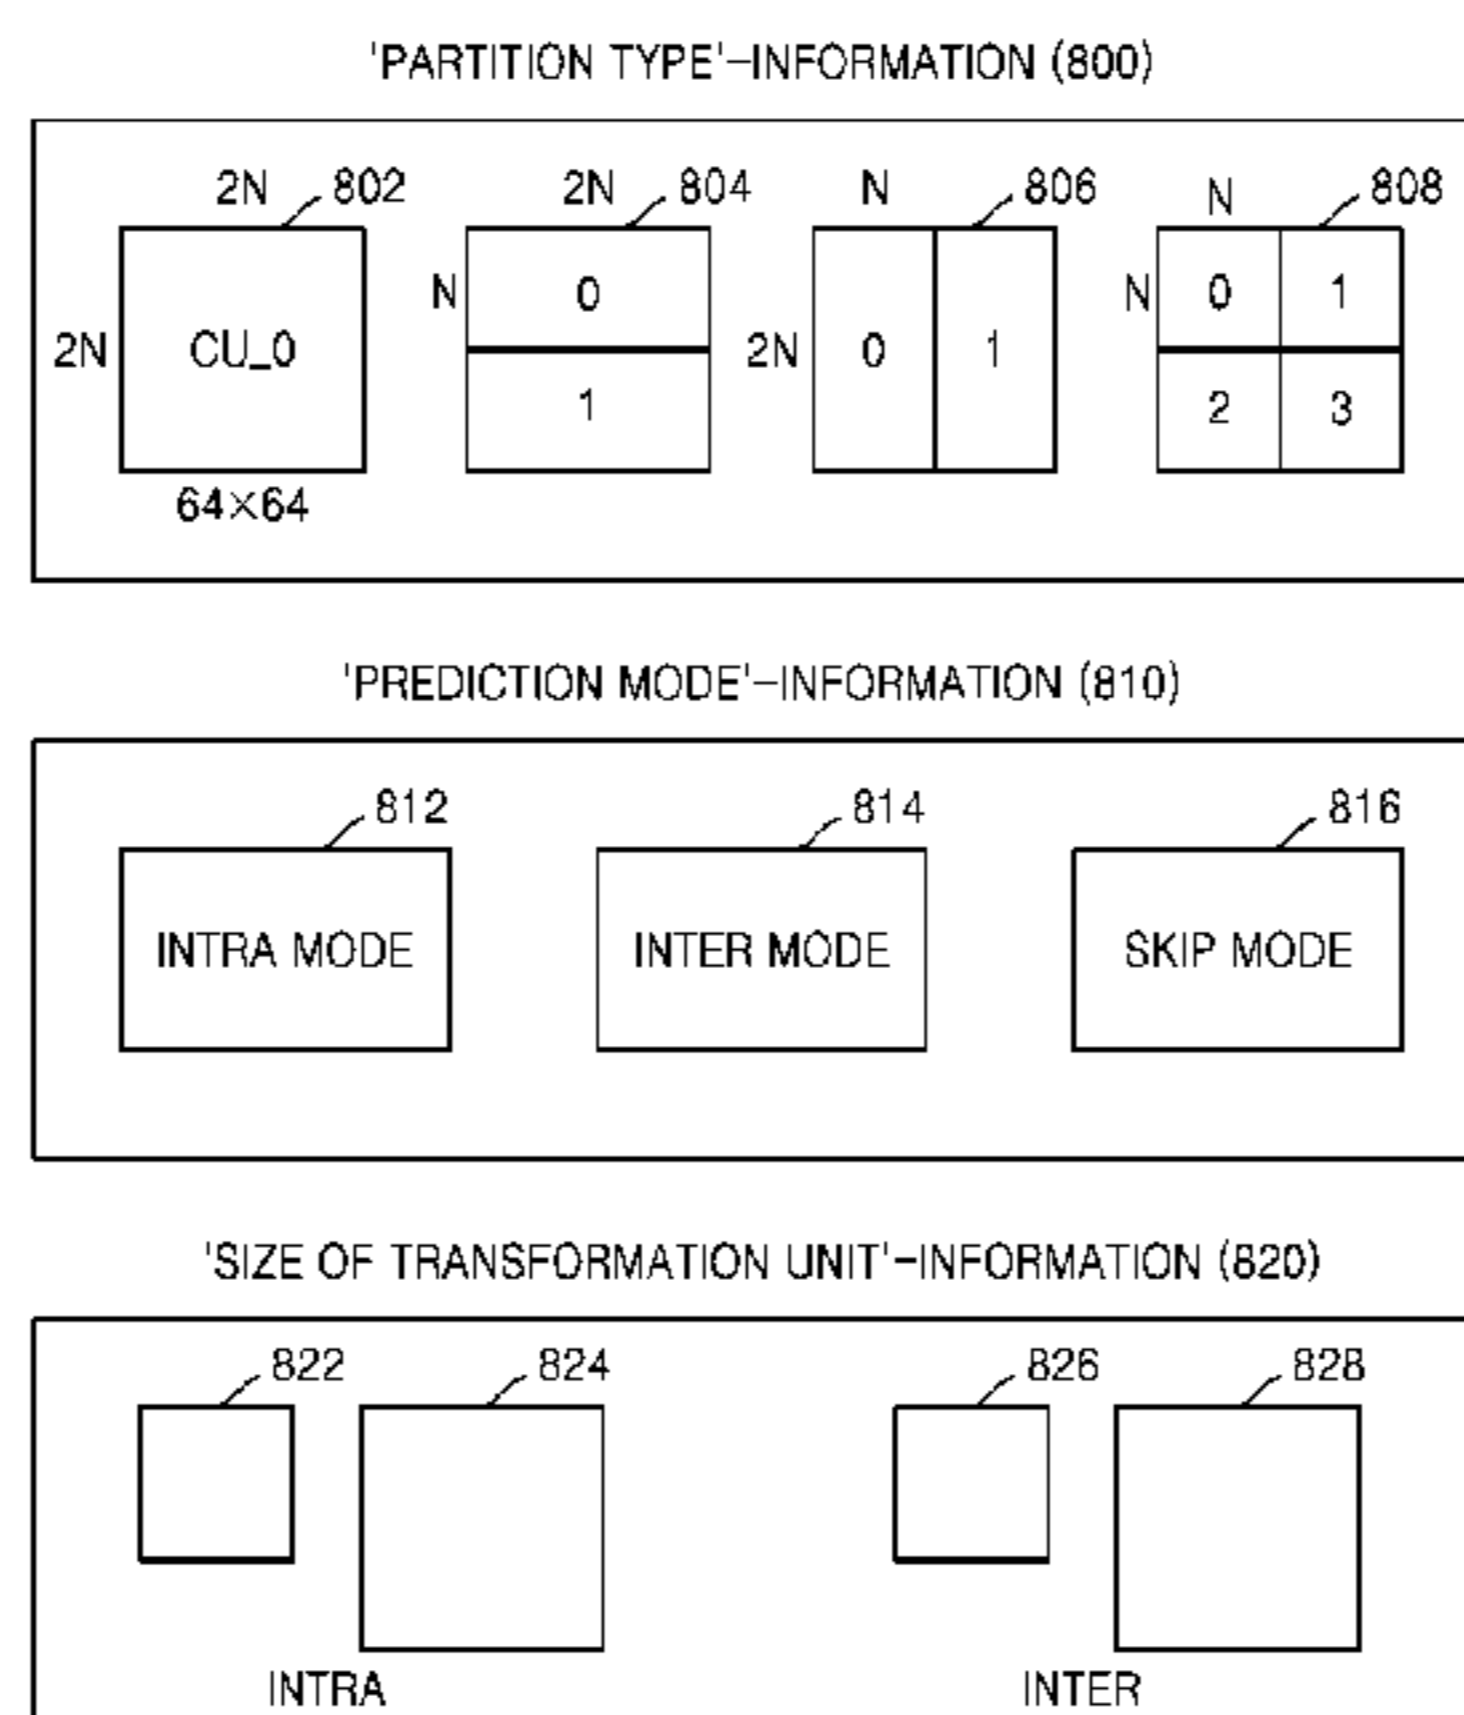 'PARTITION TYPE'-INFORMATION (800)
2N 802 2N 804 N 806 N 808
N 0 N 0 1
2N CU_0 2N 0 1
1 2 3
64×64
'PREDICTION MODE'-INFORMATION (810)
812 814 816
INTRA MODE INTER MODE SKIP MODE
'SIZE OF TRANSFORMATION UNIT'-INFORMATION (820)
822 824 826 828
INTRA INTER